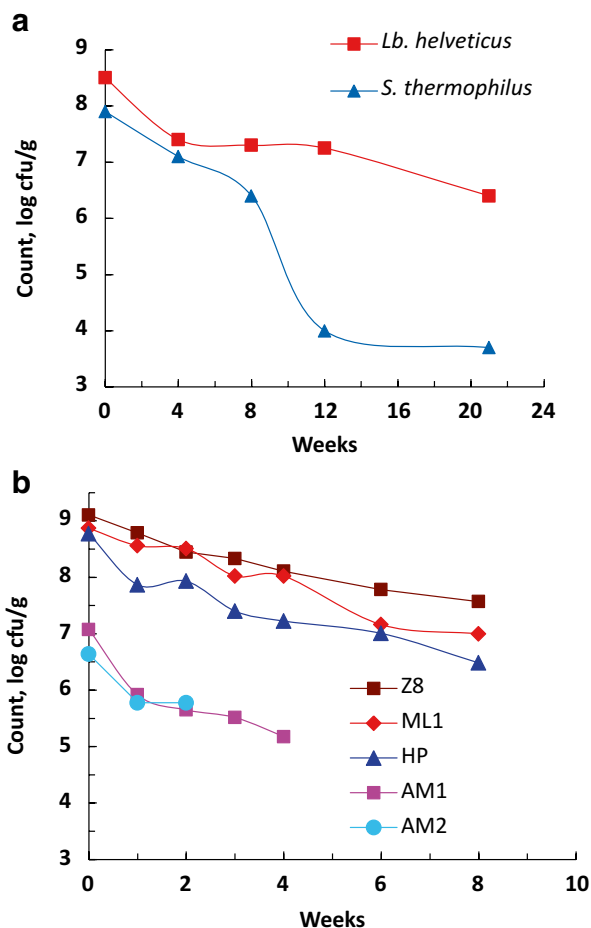 a
Lb. helveticus
S. thermophilus
9
8
7
6
5
4
3
Count, log cfu/g
0 4 8 12 16 20 24
Weeks
b
9
8
7
6
5
4
3
Count, log cfu/g
Z8
ML1
HP
AM1
AM2
0 2 4 6 8 10
Weeks